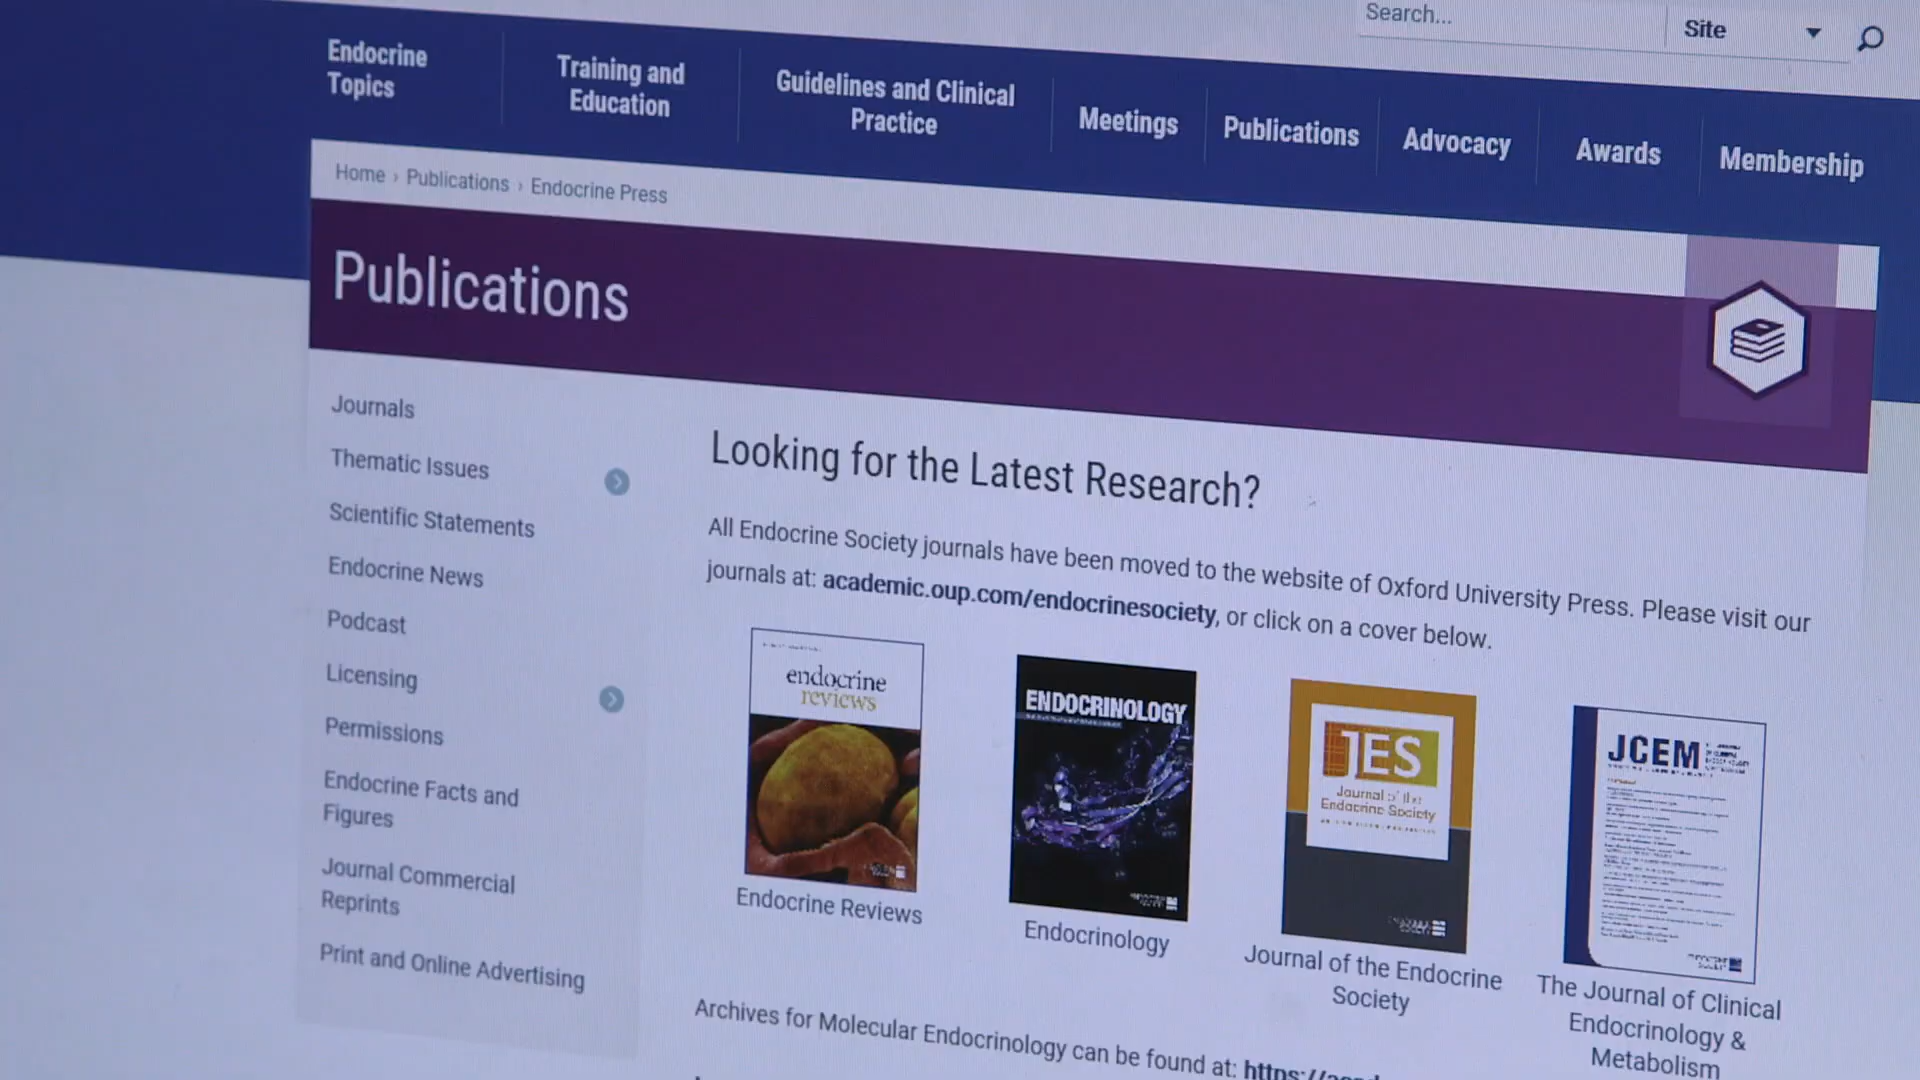 Search...
Site
Endocrine
Topics
Training and
Education
Guidelines and Clinical
Practice
Meetings
Publications
Advocacy
Awards
Membership
Home › Publications › Endocrine Press
Publications
Journals
Thematic Issues
Scientific Statements
Endocrine News
Podcast
Licensing
Permissions
Endocrine Facts and
Figures
Journal Commercial
Reprints
Print and Online Advertising
Looking for the Latest Research?
All Endocrine Society journals have been moved to the website of Oxford University Press. Please visit our
journals at: academic.oup.com/endocrinesociety, or click on a cover below.
endocrine
reviews
Endocrine Reviews
ENDOCRINOLOGY
Endocrinology
JES
Journal of the
Endocrine Society
Journal of the Endocrine
Society
JCEM
The Journal of Clinical
Endocrinology &
Metabolism
Archives for Molecular Endocrinology can be found at: